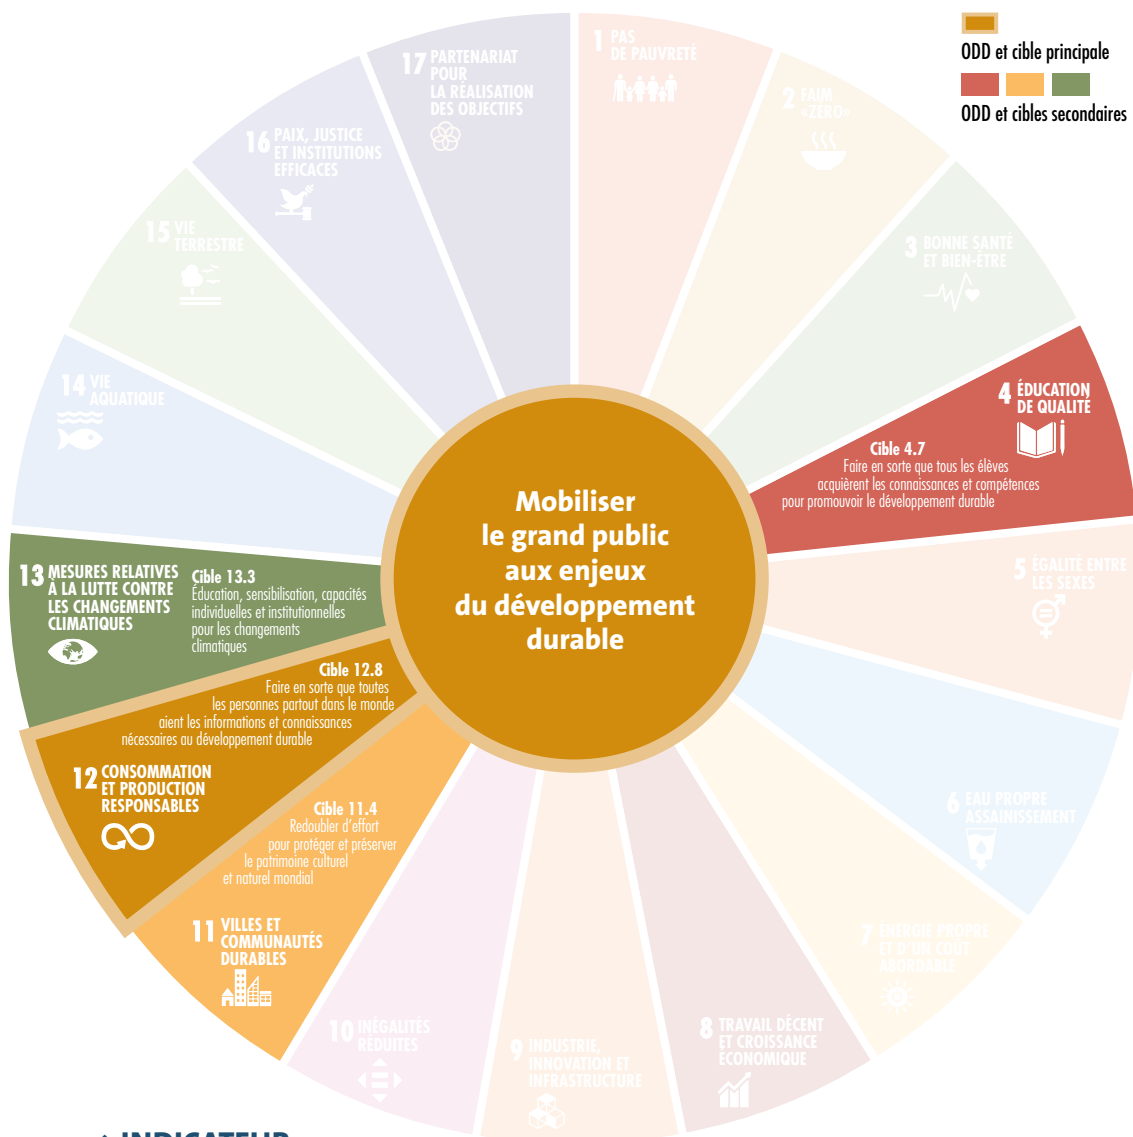 ODD et cible principale
ODD et cibles secondaires
1 PAS
DE PAUVRETÉ
2 FAIM
«ZÉRO»
3 BONNE SANTÉ
ET BIEN-ÊTRE
4 ÉDUCATION
DE QUALITÉ
Cible 4.7
Faire en sorte que tous les élèves
acquièrent les connaissances et compétences
pour promouvoir le développement durable
5 ÉGALITÉ ENTRE
LES SEXES
6 EAU PROPRE
ASSAINISSEMENT
7 ÉNERGIE PROPRE
ET D'UN COÛT
ABORDABLE
8 TRAVAIL DÉCENT
ET CROISSANCE
ÉCONOMIQUE
9 INDUSTRIE,
INNOVATION ET
INFRASTRUCTURE
10 INÉGALITÉS
RÉDUITES
11 VILLES ET
COMMUNAUTÉS
DURABLES
Cible 11.4
Redoubler d'effort
pour protéger et préserver
le patrimoine culturel
et naturel mondial
12 CONSOMMATION
ET PRODUCTION
RESPONSABLES
Cible 12.8
Faire en sorte que toutes
les personnes partout dans le monde
aient les informations et connaissances
nécessaires au développement durable
13 MESURES RELATIVES
À LA LUTTE CONTRE
LES CHANGEMENTS
CLIMATIQUES
Cible 13.3
Éducation, sensibilisation, capacités
individuelles et institutionnelles
pour les changements
climatiques
14 VIE
AQUATIQUE
15 VIE
TERRESTRE
16 PAIX, JUSTICE
ET INSTITUTIONS
EFFICACES
17 PARTENARIAT
POUR
LA RÉALISATION
DES OBJECTIFS
Mobiliser
le grand public
aux enjeux
du développement
durable
INDICATEUR